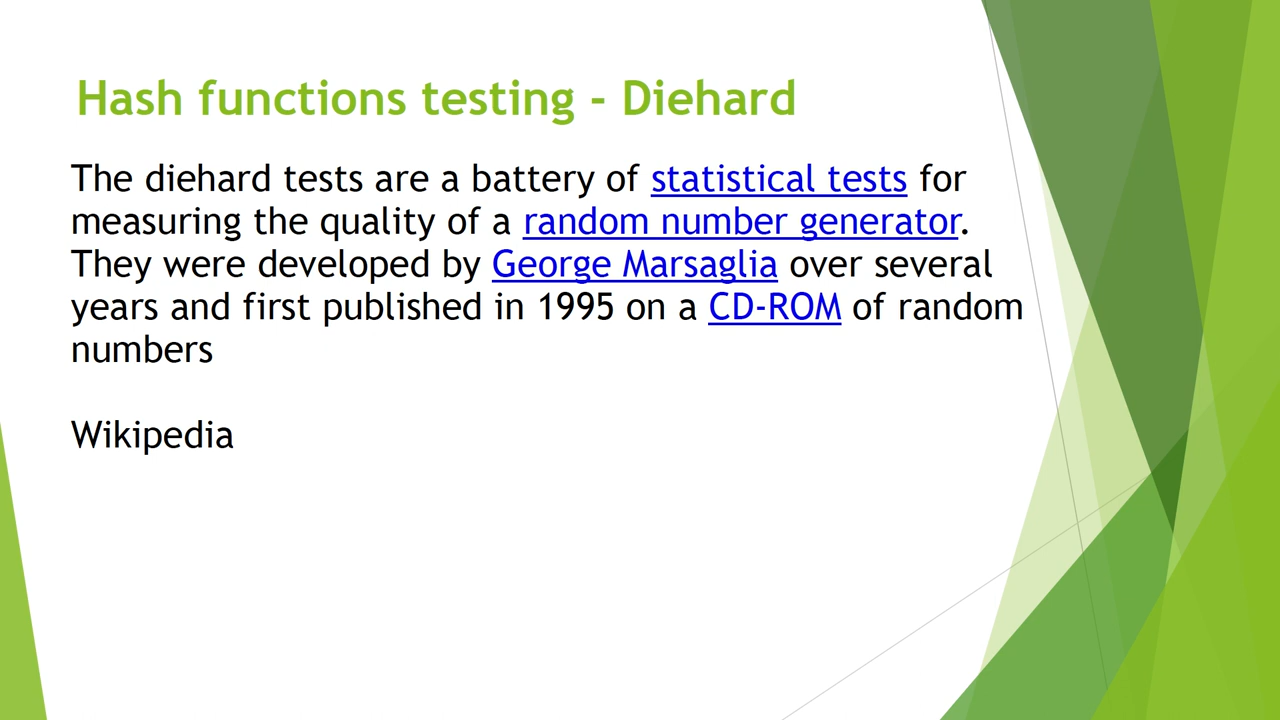 Hash functions testing - Diehard
The diehard tests are a battery of statistical tests for
measuring the quality of a random number generator.
They were developed by George Marsaglia over several
years and first published in 1995 on a CD-ROM of random
numbers
Wikipedia